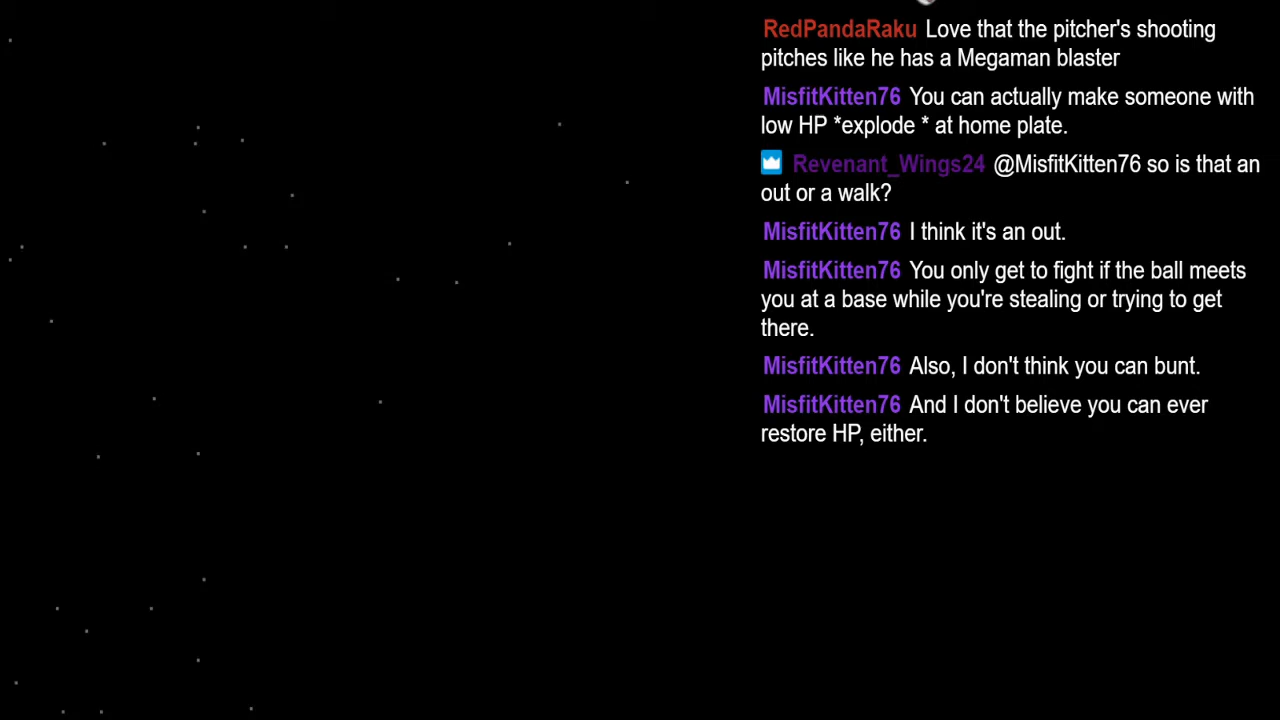 RedPandaRaku Love that the pitcher's shooting
pitches like he has a Megaman blaster
MisfitKitten76 You can actually make someone with
low HP *explode * at home plate.
Revenant_Wings24 @MisfitKitten76 so is that an
out or a walk?
MisfitKitten76 I think it's an out.
MisfitKitten76 You only get to fight if the ball meets
you at a base while you're stealing or trying to get
there.
MisfitKitten76 Also, I don't think you can bunt.
MisfitKitten76 And I don't believe you can ever
restore HP, either.